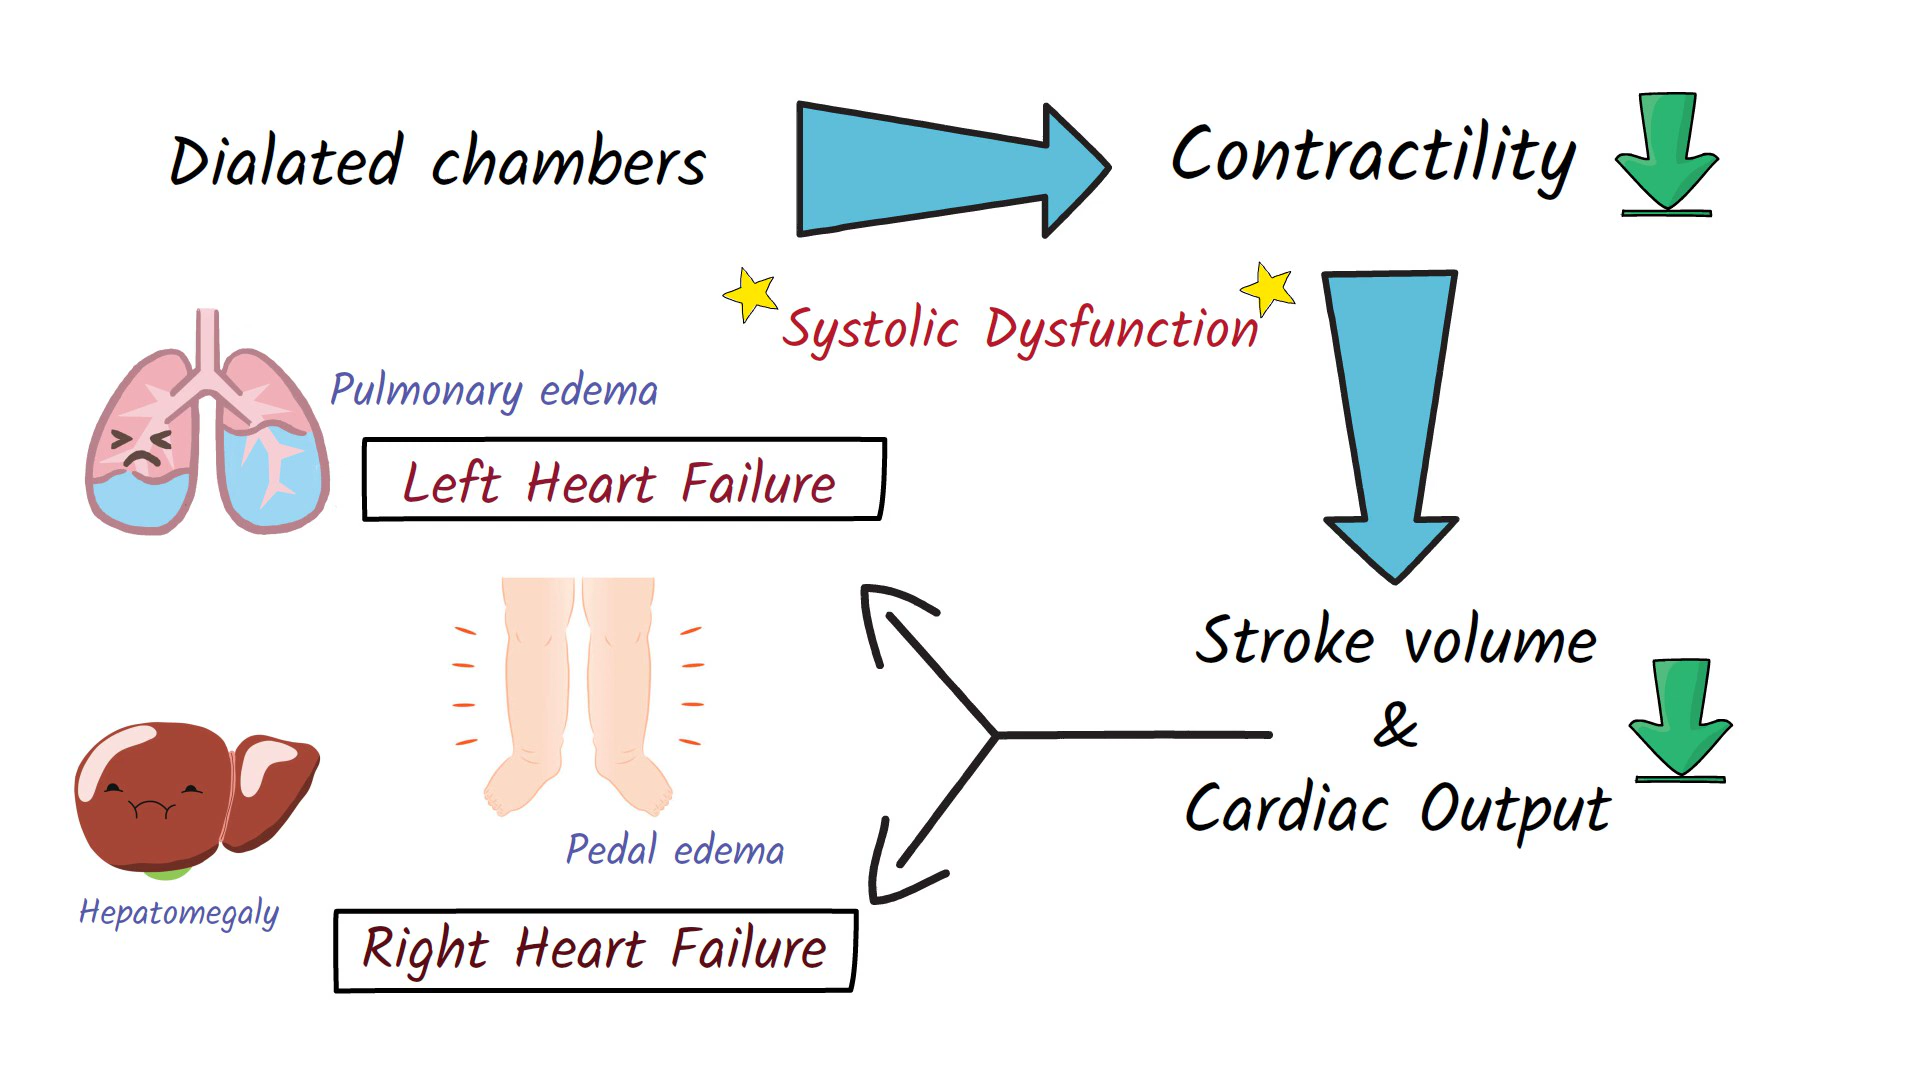 Dialated chambers
Contractility
Systolic Dysfunction
Pulmonary edema
Left Heart Failure
Stroke volume
&
Cardiac Output
Pedal edema
Hepatomegaly
Right Heart Failure